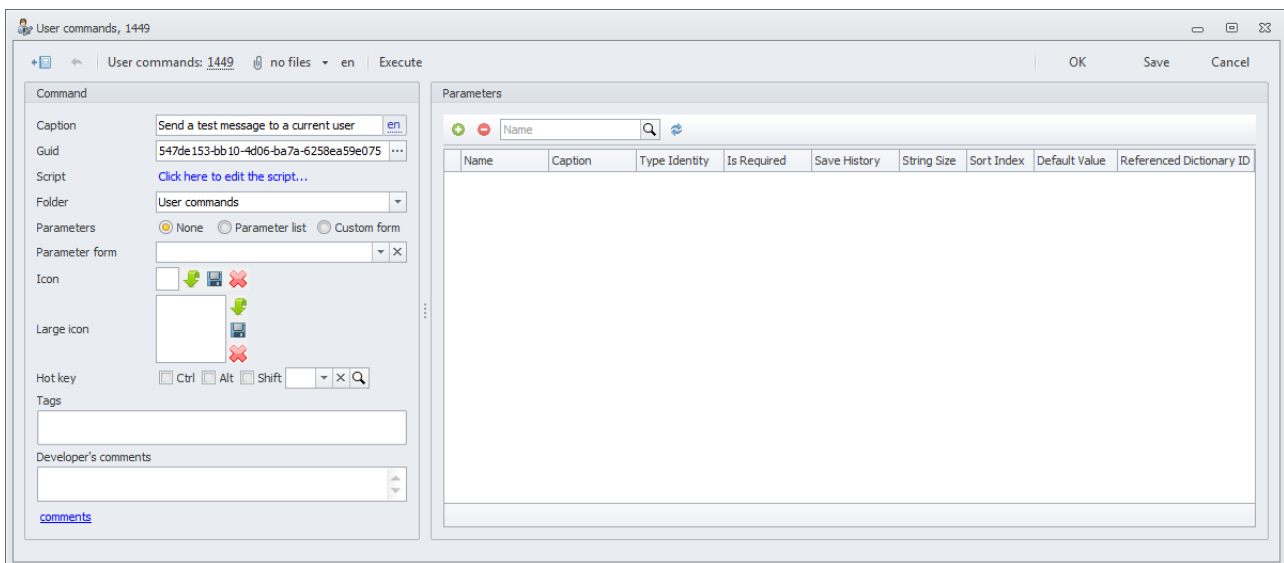 User commands, 1449
User commands: 1449 no files en Execute OK Save Cancel
Command
Caption Send a test message to a current user en
Guid 547de153-bb10-4d06-ba7a-6258ea59e075 ...
Script Click here to edit the script...
Folder User commands
Parameters None Parameter list Custom form
Parameter form
Icon
Large icon
Hot key Ctrl Alt Shift
Tags
Developer's comments
comments
Parameters
Name
Name Caption Type Identity Is Required Save History String Size Sort Index Default Value Referenced Dictionary ID